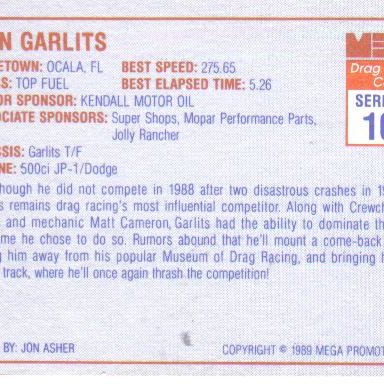 N GARLITS
ETOWN: OCALA, FL BEST SPEED: 275.65
S: TOP FUEL BEST ELAPSED TIME: 5.26
OR SPONSOR: KENDALL MOTOR OIL
OCIATE SPONSORS: Super Shops, Mopar Performance Parts,
Jolly Rancher
SSIS: Garlits T/F
NE: 500ci JP-1/Dodge
ME
Drag
C
SERIE
10
hough he did not compete in 1988 after two disastrous crashes in 19
s remains drag racing's most influential competitor. Along with Crewch
and mechanic Matt Cameron, Garlits had the ability to dominate th
me he chose to do so. Rumors abound that he'll mount a come-back
g him away from his popular Museum of Drag Racing, and bringing h
track, where he'll once again thrash the competition!
BY: JON ASHER COPYRIGHT © 1989 MEGA PROMOT